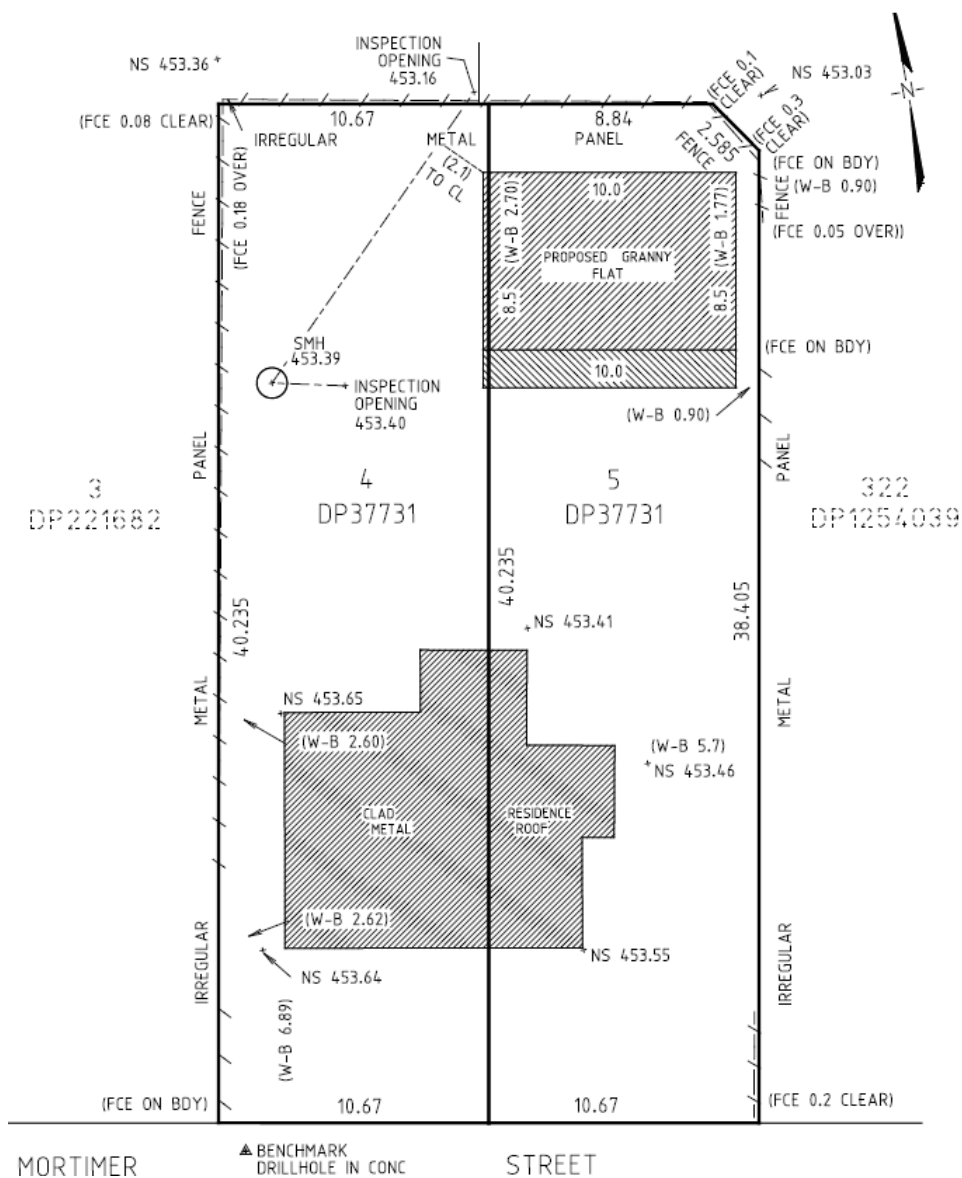 INSPECTION
OPENING
453.16
NS 453.36
NS 453.03
-N-
(FCE 0.1
CLEAR)
(FCE 0.3
CLEAR)
(FCE 0.08 CLEAR)
10.67
8.84
IRREGULAR
METAL
PANEL
2.585
FENCE
(FCE ON BDY)
(W-B 0.90)
(2.1)
TO CL
FENCE
(FCE 0.18 OVER)
10.0
(W-B 2.70)
(W-B 1.77)
FENCE
(FCE 0.05 OVER))
PROPOSED GRANNY
FLAT
8.5
8.5
SMH
453.39
(FCE ON BDY)
10.0
INSPECTION
OPENING
453.40
(W-B 0.90)
PANEL
PANEL
3
DP221682
4
DP37731
5
DP37731
322
DP1254039
40.235
40.235
38.405
NS 453.41
METAL
METAL
NS 453.65
(W-B 2.60)
(W-B 5.7)
NS 453.46
CLAD
METAL
RESIDENCE
ROOF
(W-B 2.62)
IRREGULAR
IRREGULAR
NS 453.64
NS 453.55
(W-B 6.89)
(FCE ON BDY)
10.67
10.67
(FCE 0.2 CLEAR)
MORTIMER
BENCHMARK
DRILLHOLE IN CONC
STREET